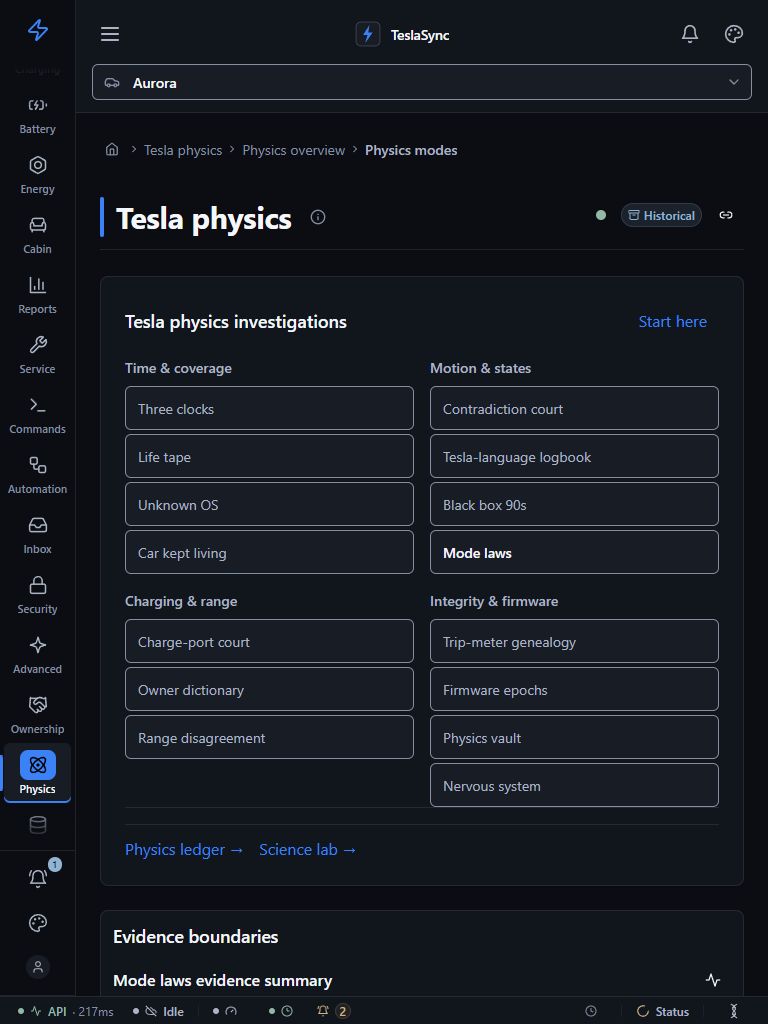 TeslaSync
Aurora
Charging
Battery
Energy
Cabin
Reports
Service
Commands
Automation
Inbox
Security
Advanced
Ownership
Physics
1
Tesla physics > Physics overview > Physics modes
Tesla physics
Historical
Tesla physics investigations
Start here
Time & coverage
Three clocks
Life tape
Unknown OS
Car kept living
Motion & states
Contradiction court
Tesla-language logbook
Black box 90s
Mode laws
Charging & range
Charge-port court
Owner dictionary
Range disagreement
Integrity & firmware
Trip-meter genealogy
Firmware epochs
Physics vault
Nervous system
Physics ledger → Science lab →
Evidence boundaries
Mode laws evidence summary
API · 217ms Idle 2 Status